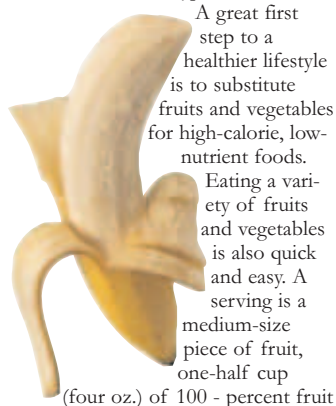 A great first
step to a
healthier lifestyle
is to substitute
fruits and vegetables
for high-calorie, low-
nutrient foods.
Eating a vari-
ety of fruits
and vegetables
is also quick
and easy. A
serving is a
medium-size
piece of fruit,
one-half cup
(four oz.) of 100 - percent fruit